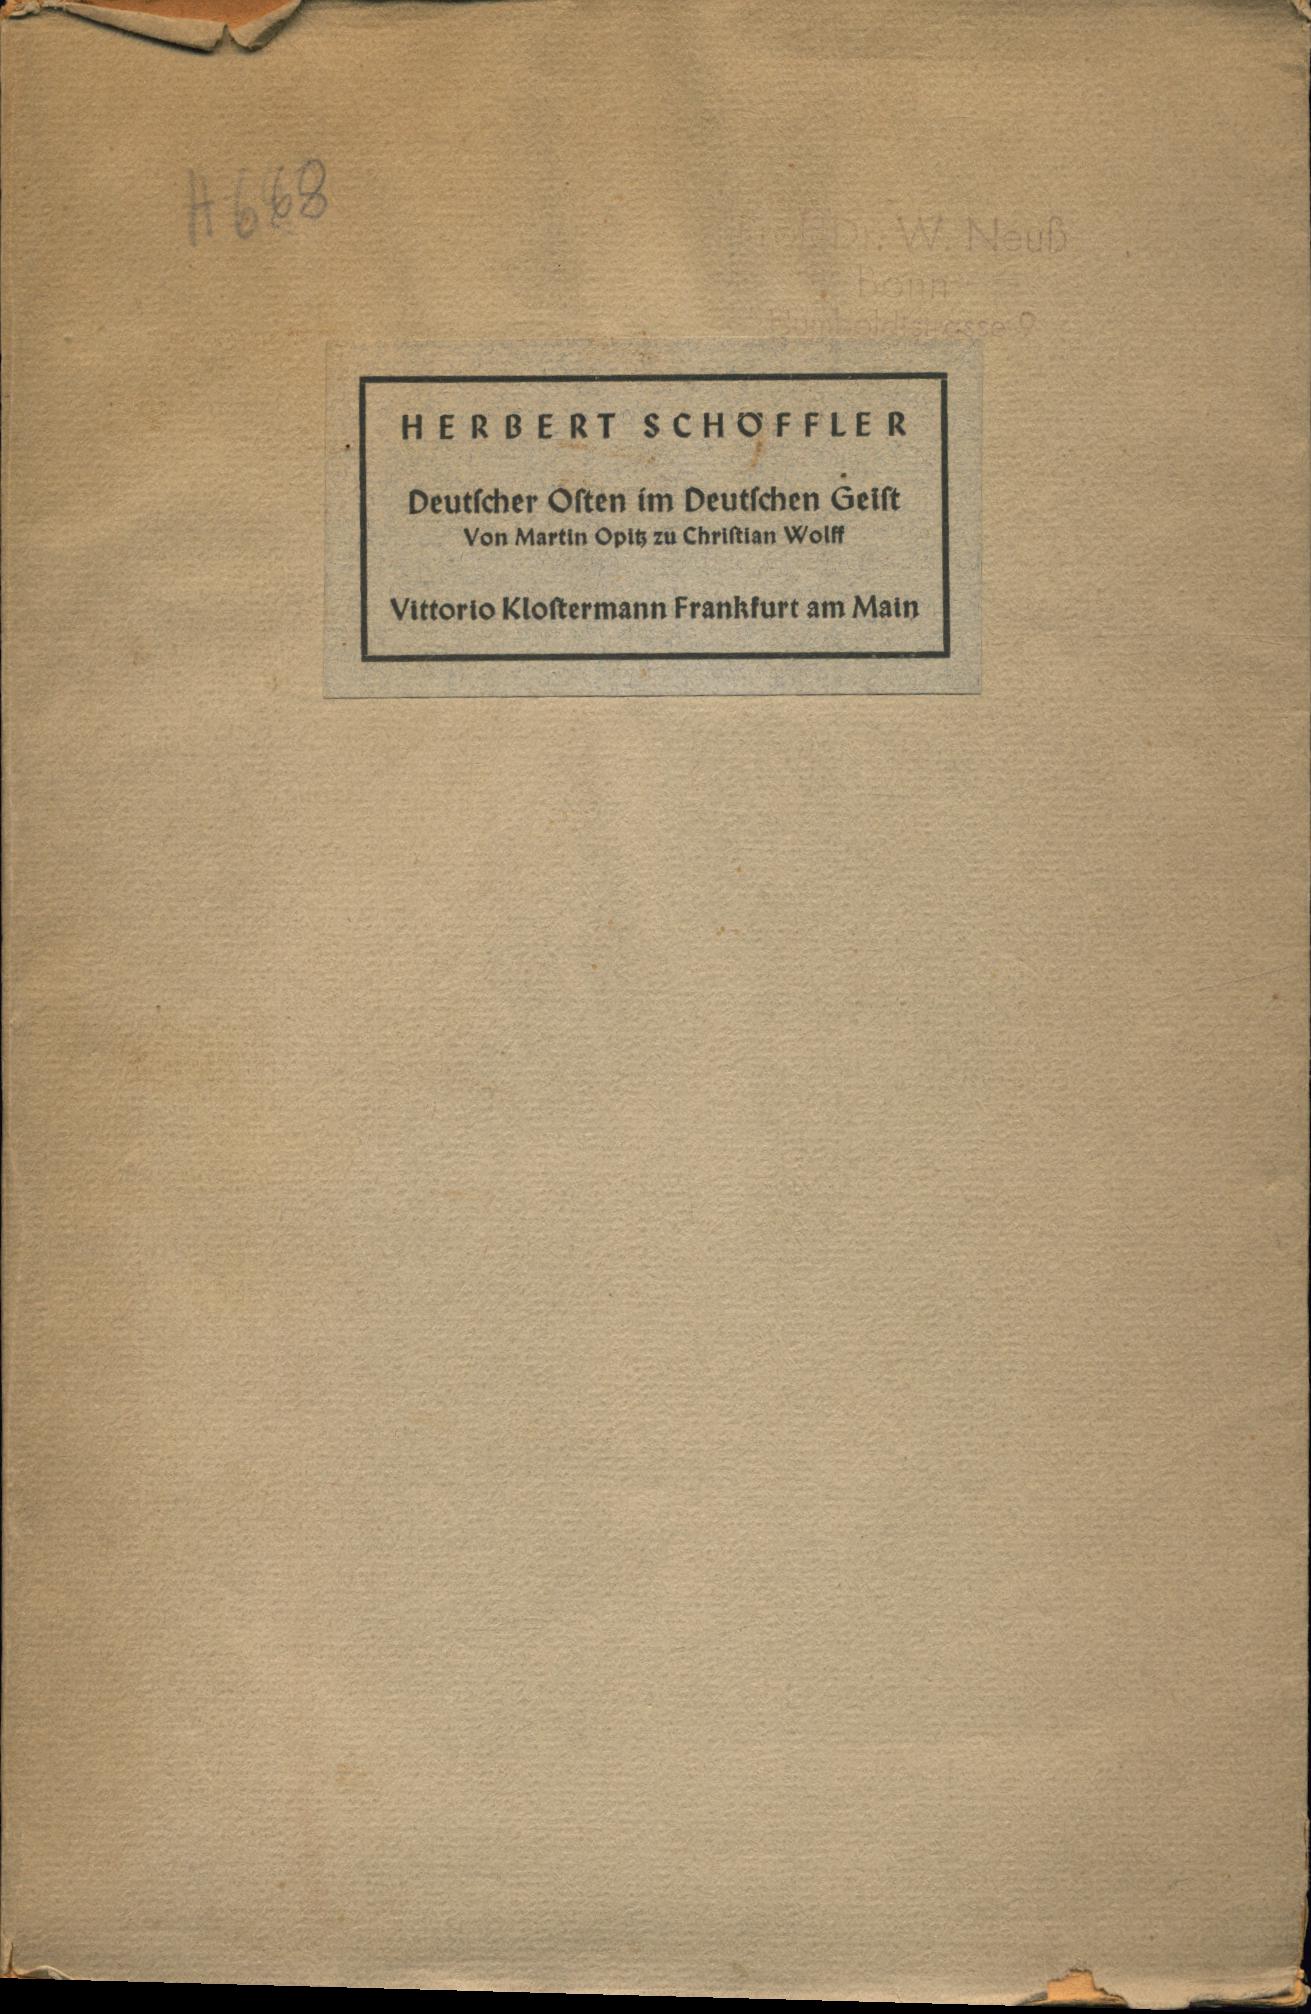 H 668
Dr. W. Neuß
Bonn
Humboldtstrasse 9
HERBERT SCHÖFFLER
Deutſcher Oſten im Deutſchen Geiſt
Von Martin Opitz zu Chriſtian Wolff
Vittorio Kloſtermann Frankfurt am Main